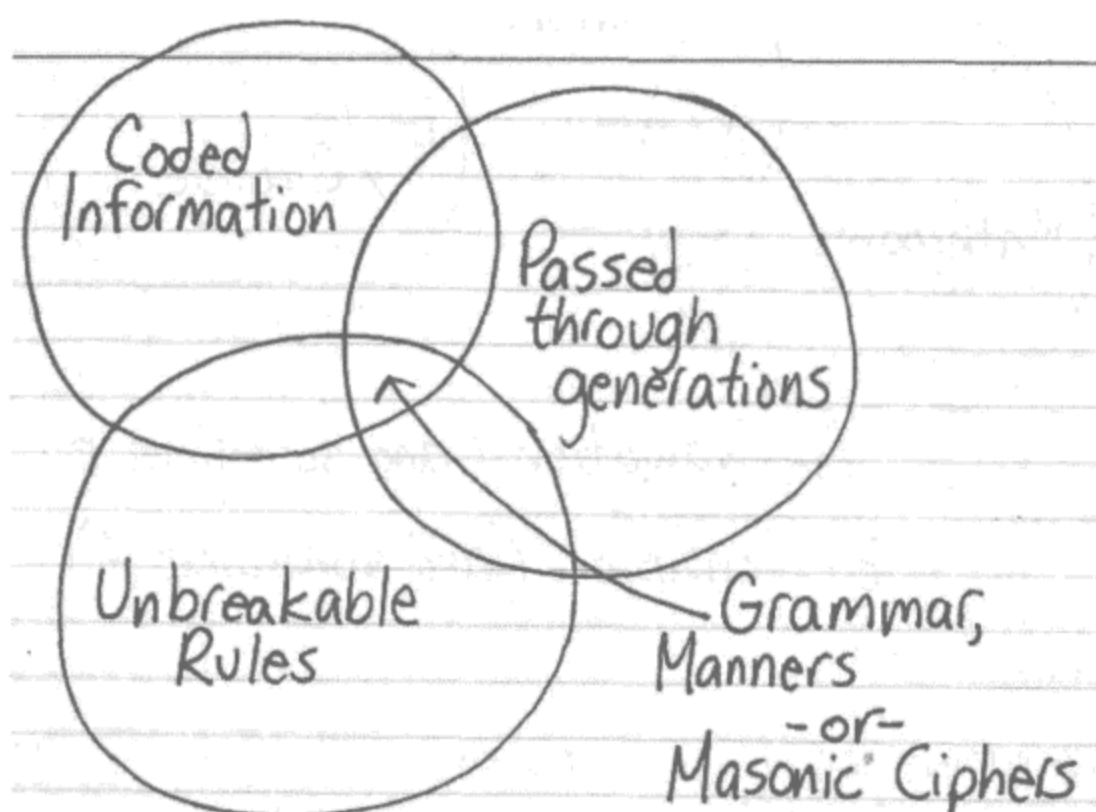 Coded
Information
Passed
through
generations
Unbreakable
Rules
Grammar,
Manners
-or-
Masonic Ciphers